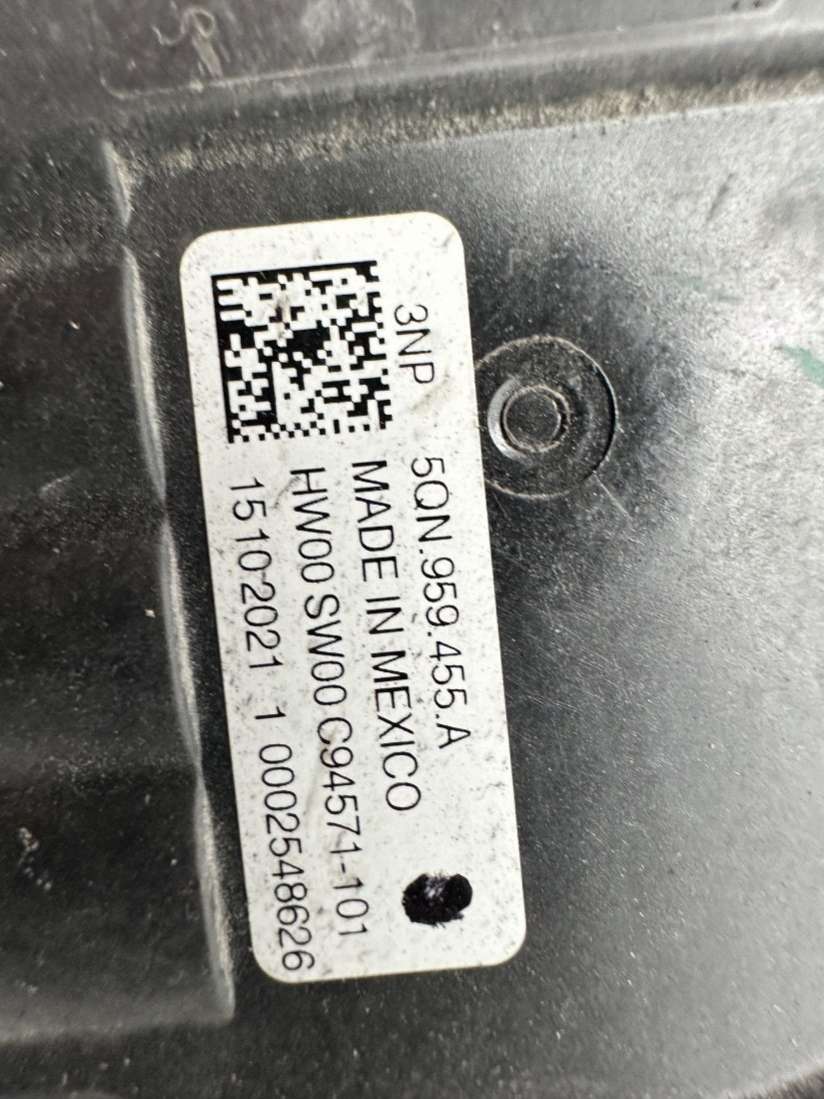 3NP
5QN.959.455.A
MADE IN MEXICO
HW00 SW00 C94571-101
15102021 1 0002548626